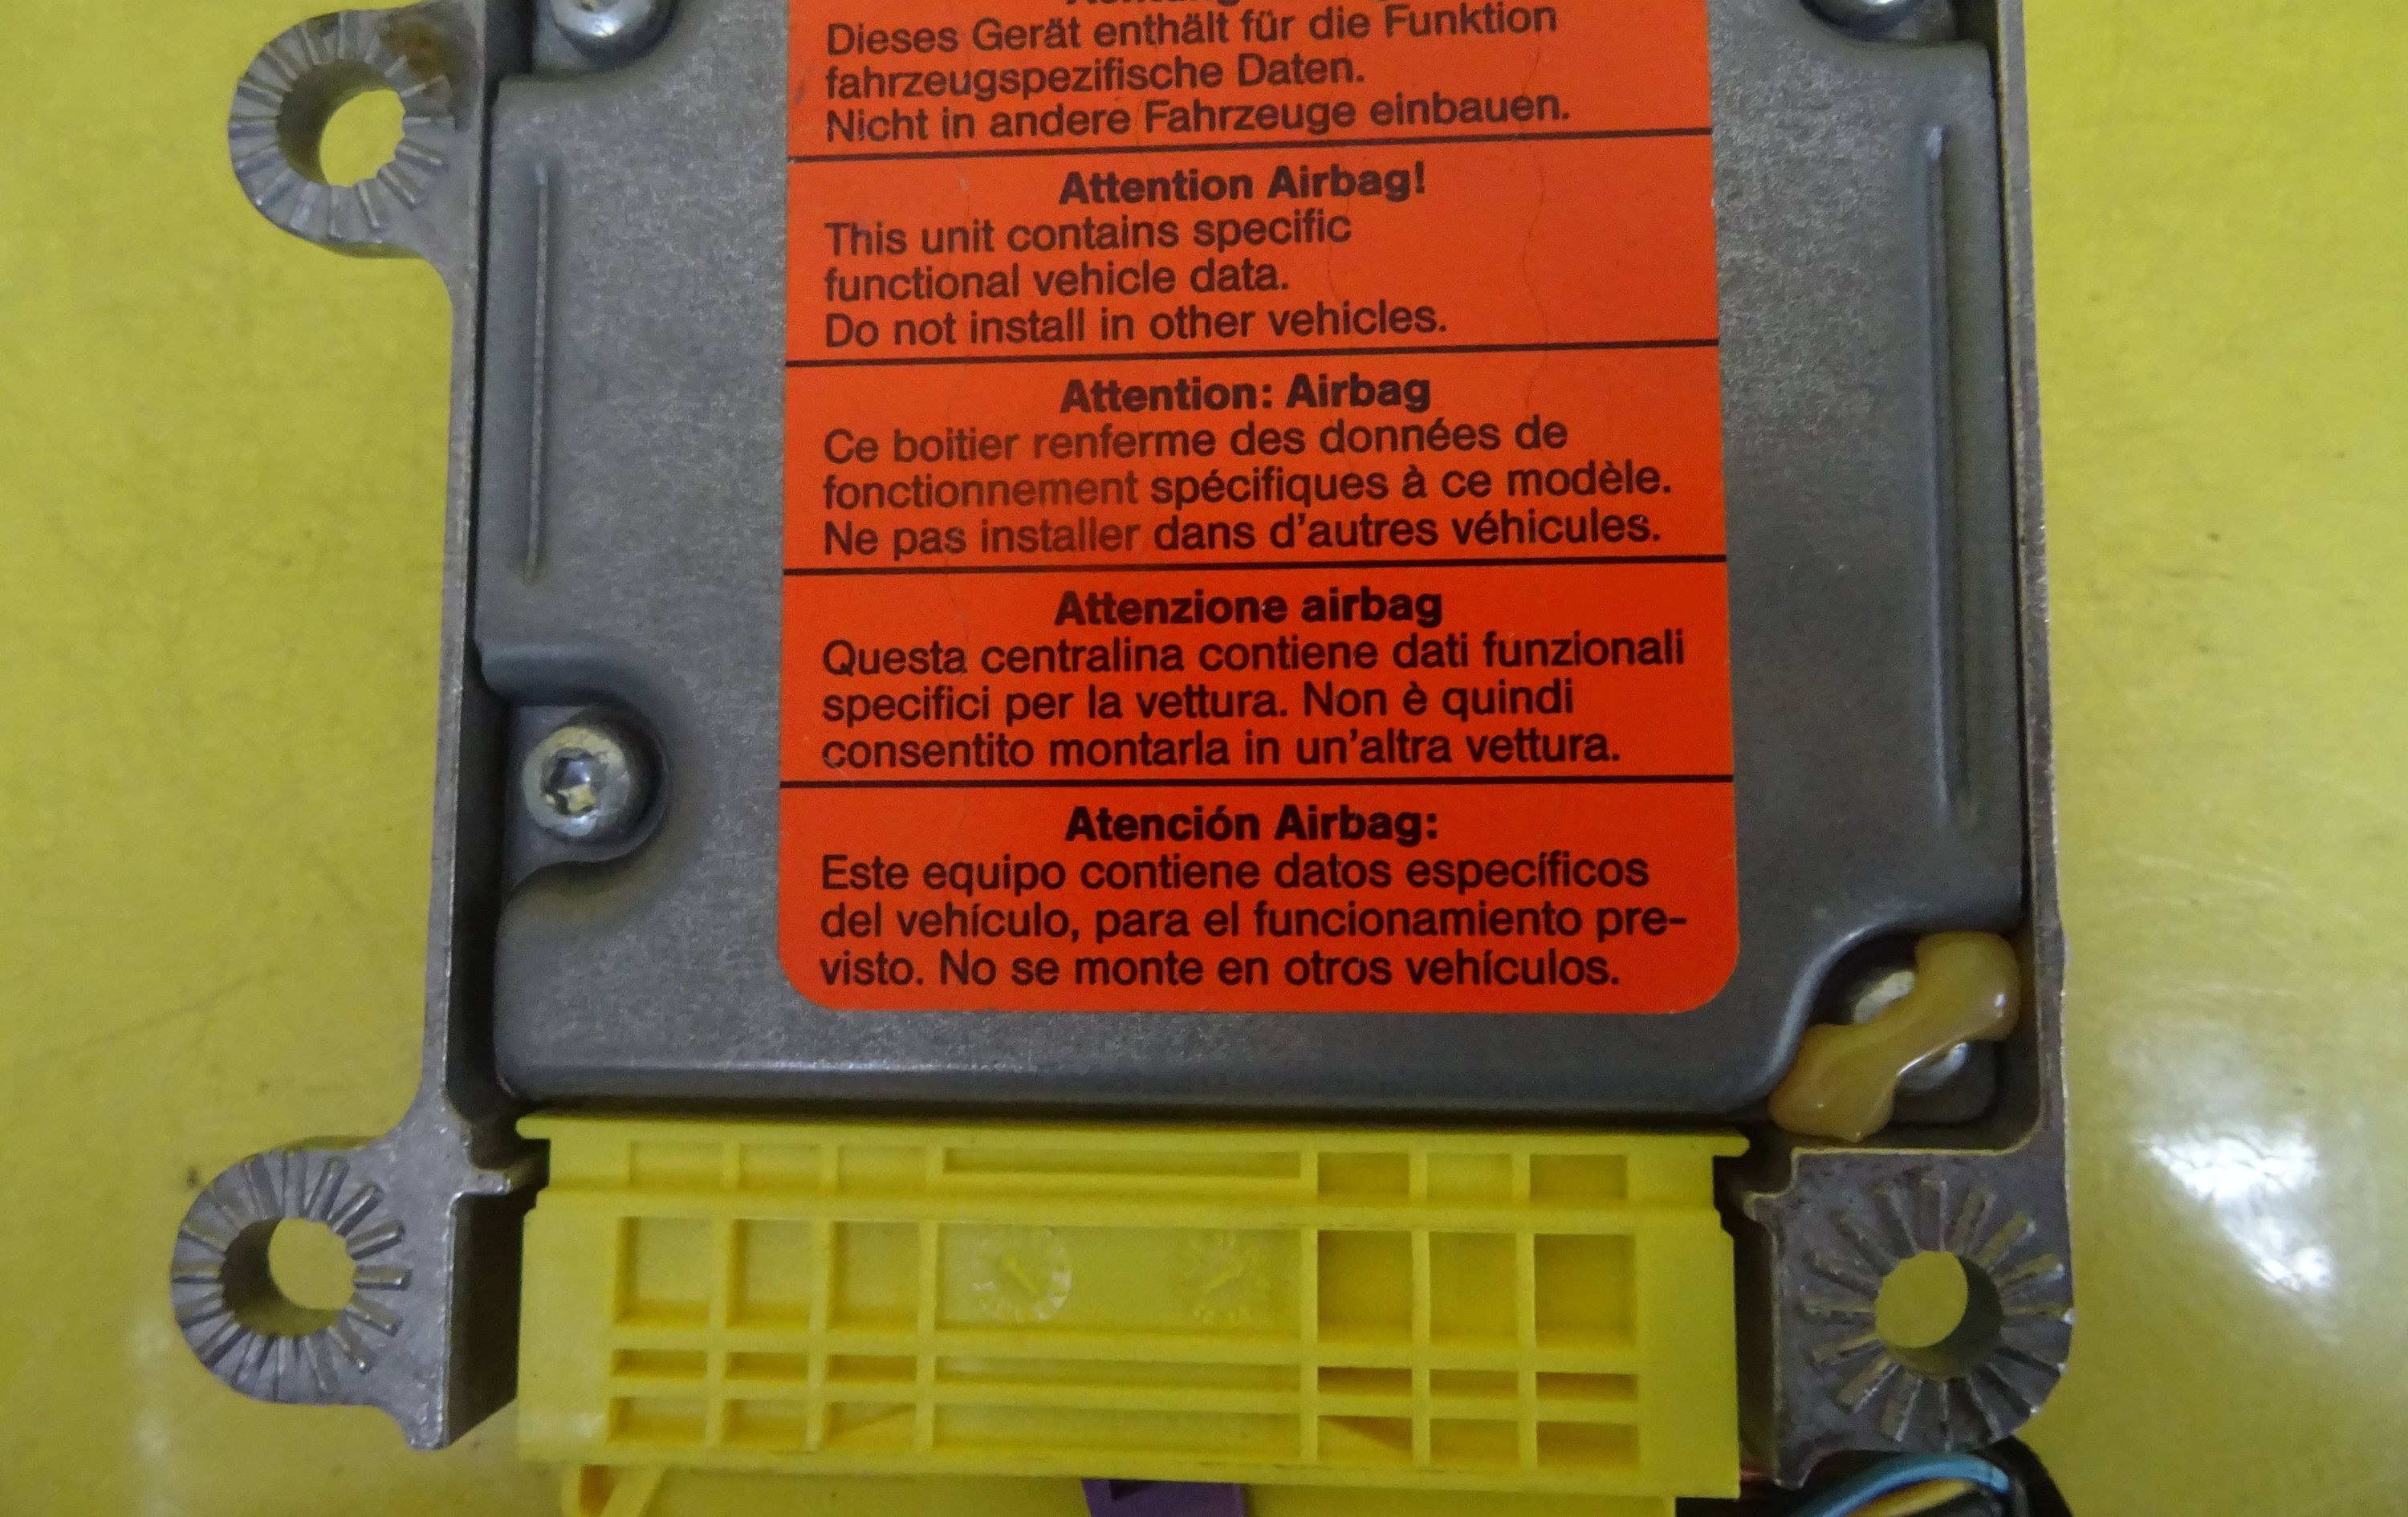 Dieses Gerät enthält für die Funktion
fahrzeugspezifische Daten.
Nicht in andere Fahrzeuge einbauen.
Attention Airbag!
This unit contains specific
functional vehicle data.
Do not install in other vehicles.
Attention: Airbag
Ce boitier renferme des données de
fonctionnement spécifiques à ce modèle.
Ne pas installer dans d'autres véhicules.
Attenzione airbag
Questa centralina contiene dati funzionali
specifici per la vettura. Non è quindi
consentito montarla in un'altra vettura.
Atención Airbag:
Este equipo contiene datos específicos
del vehículo, para el funcionamiento pre-
visto. No se monte en otros vehículos.